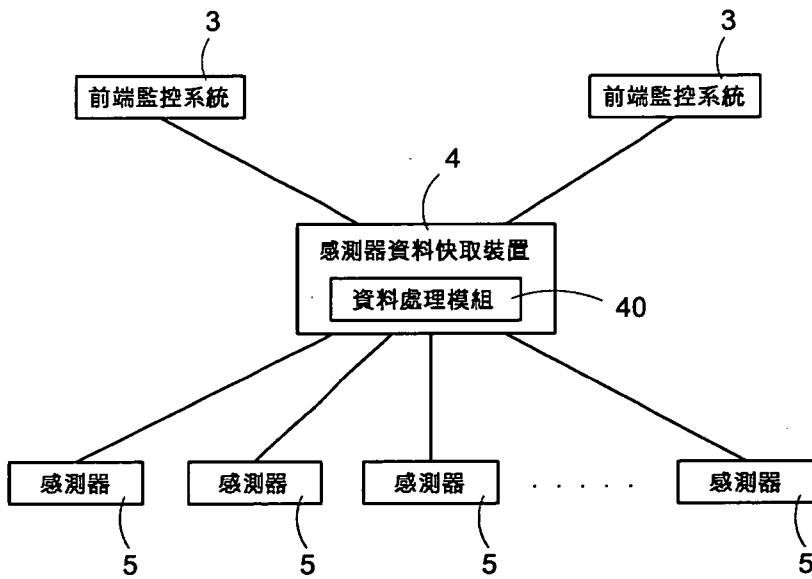 3
3
前端監控系統
前端監控系統
4
感測器資料快取裝置
資料處理模組
40
感測器
感測器
感測器
. . . . .
感測器
5
5
5
5